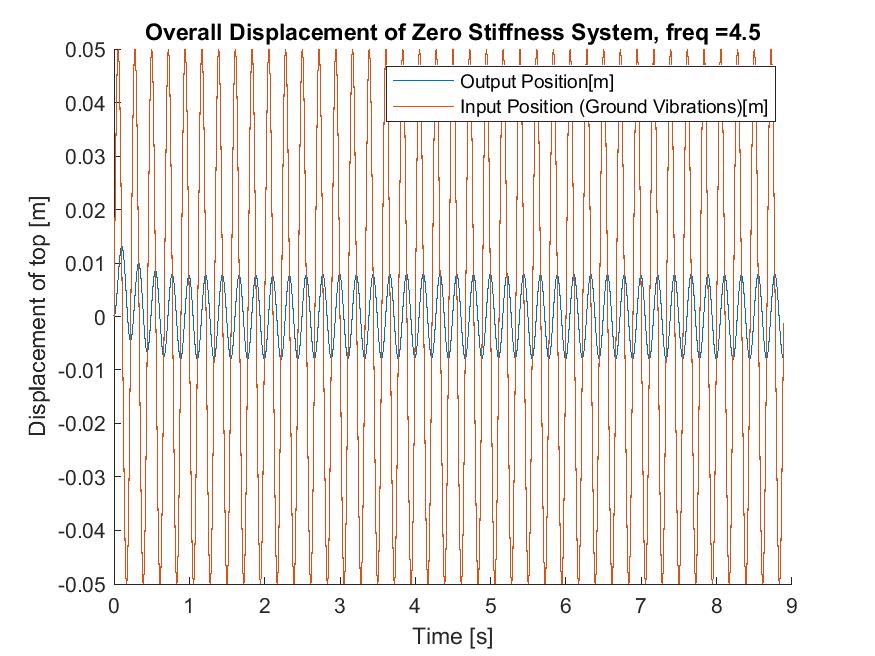 Overall Displacement of Zero Stiffness System, freq =4.5
Output Position[m]
Input Position (Ground Vibrations)[m]
Displacement of top [m]
0.05
0.04
0.03
0.02
0.01
0
-0.01
-0.02
-0.03
-0.04
-0.05
0 1 2 3 4 5 6 7 8 9
Time [s]